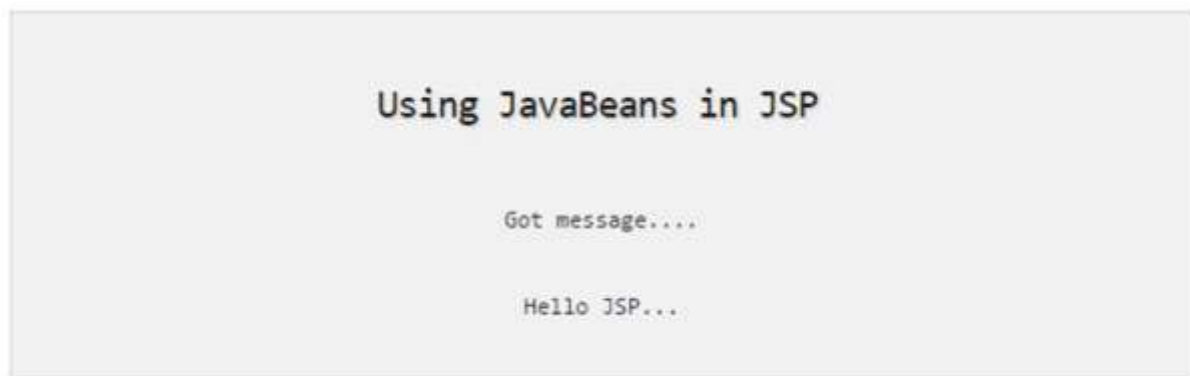 Using JavaBeans in JSP
Got message....
Hello JSP...